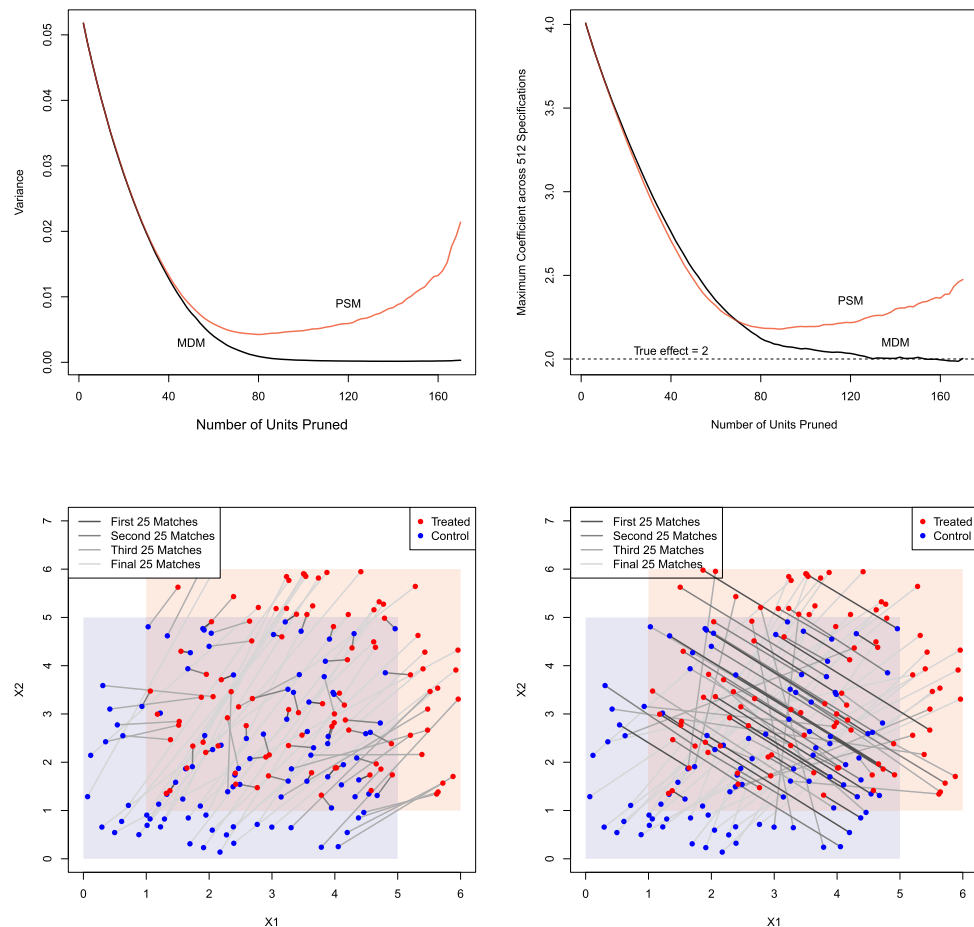 Variance
0.05
0.04
0.03
0.02
0.01
0.00
PSM
MDM
0 40 80 120 160
Number of Units Pruned
Maximum Coefficient across 512 Specifications
4.0
3.5
3.0
2.5
2.0
PSM
MDM
True effect = 2
0 40 80 120 160
Number of Units Pruned
X2
7
6
5
4
3
2
1
0
First 25 Matches
Second 25 Matches
Third 25 Matches
Final 25 Matches
Treated
Control
0 1 2 3 4 5 6
X1
X2
7
6
5
4
3
2
1
0
First 25 Matches
Second 25 Matches
Third 25 Matches
Final 25 Matches
Treated
Control
0 1 2 3 4 5 6
X1